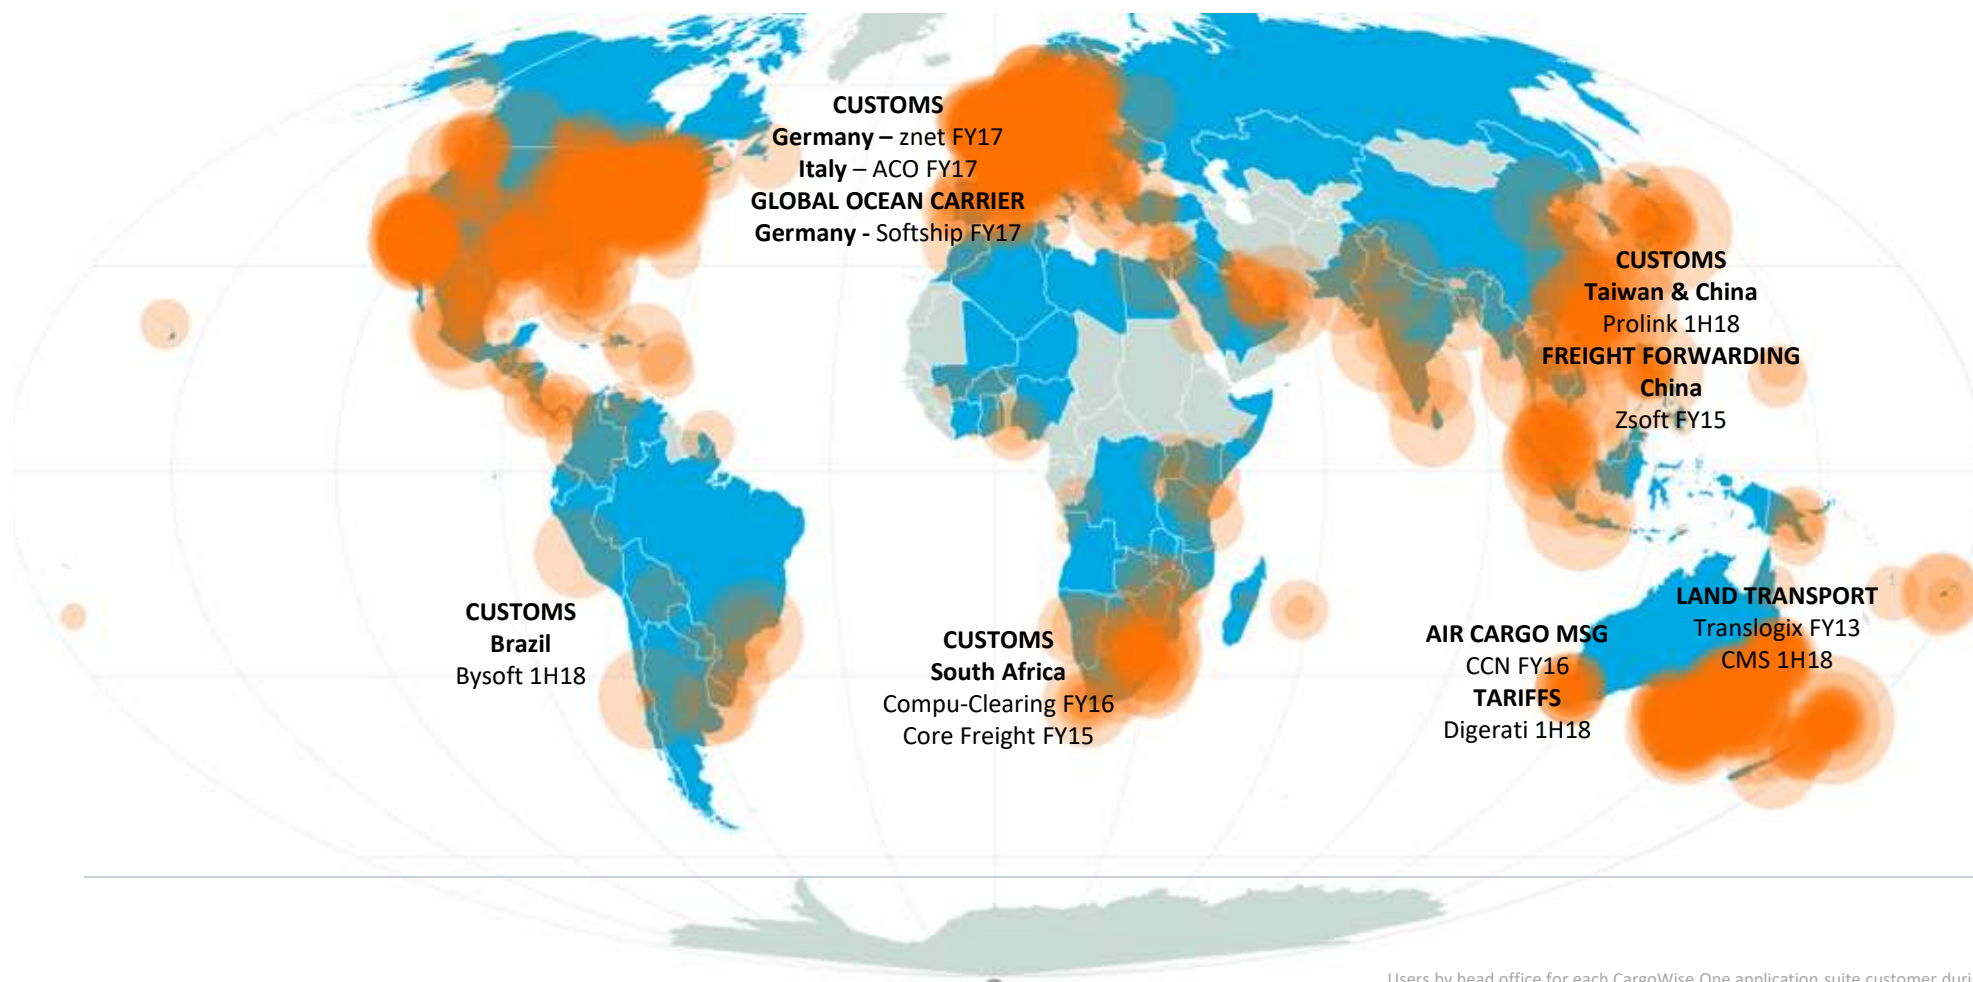 CUSTOMS
Germany – znet FY17
Italy – ACO FY17
GLOBAL OCEAN CARRIER
Germany - Softship FY17
CUSTOMS
Taiwan & China
Prolink 1H18
FREIGHT FORWARDING
China
Zsoft FY15
CUSTOMS
Brazil
Bysoft 1H18
CUSTOMS
South Africa
Compu-Clearing FY16
Core Freight FY15
AIR CARGO MSG
CCN FY16
TARIFFS
Digerati 1H18
LAND TRANSPORT
Translogix FY13
CMS 1H18
Users by head office for each CargoWise One application suite customer duri